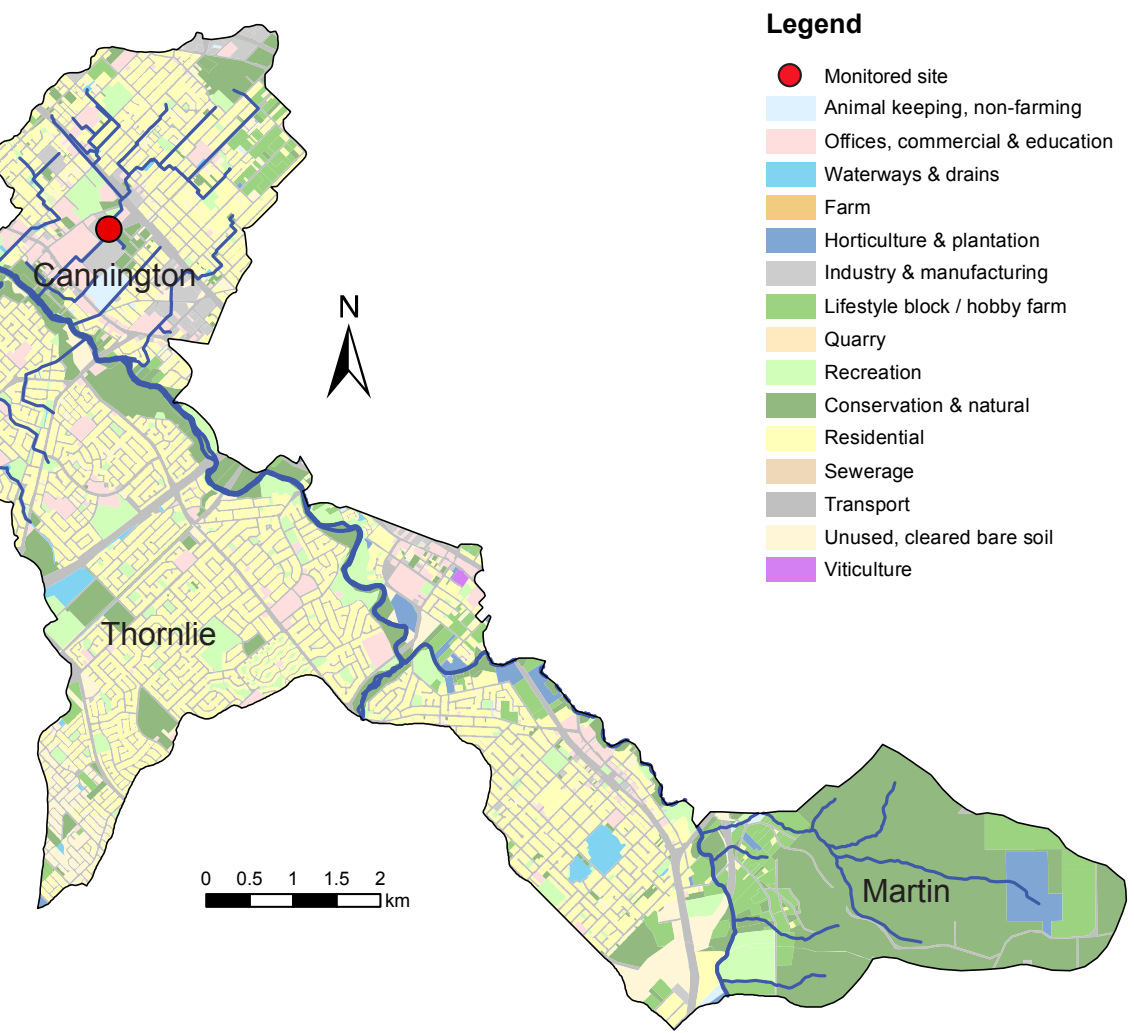 Legend
Monitored site
Animal keeping, non-farming
Offices, commercial & education
Waterways & drains
Farm
Horticulture & plantation
Industry & manufacturing
Lifestyle block / hobby farm
Quarry
Recreation
Conservation & natural
Residential
Sewerage
Transport
Unused, cleared bare soil
Viticulture
Cannington
N
Thornlie
Martin
0 0.5 1 1.5 2
km